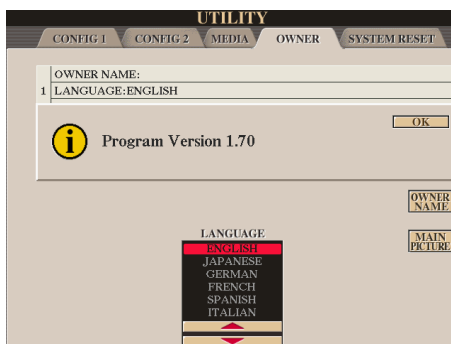 UTILITY
CONFIG 1 CONFIG 2 MEDIA OWNER SYSTEM RESET
OWNER NAME:
1 LANGUAGE:ENGLISH
OK
i Program Version 1.70
OWNER
NAME
LANGUAGE
MAIN
PICTURE
ENGLISH
JAPANESE
GERMAN
FRENCH
SPANISH
ITALIAN